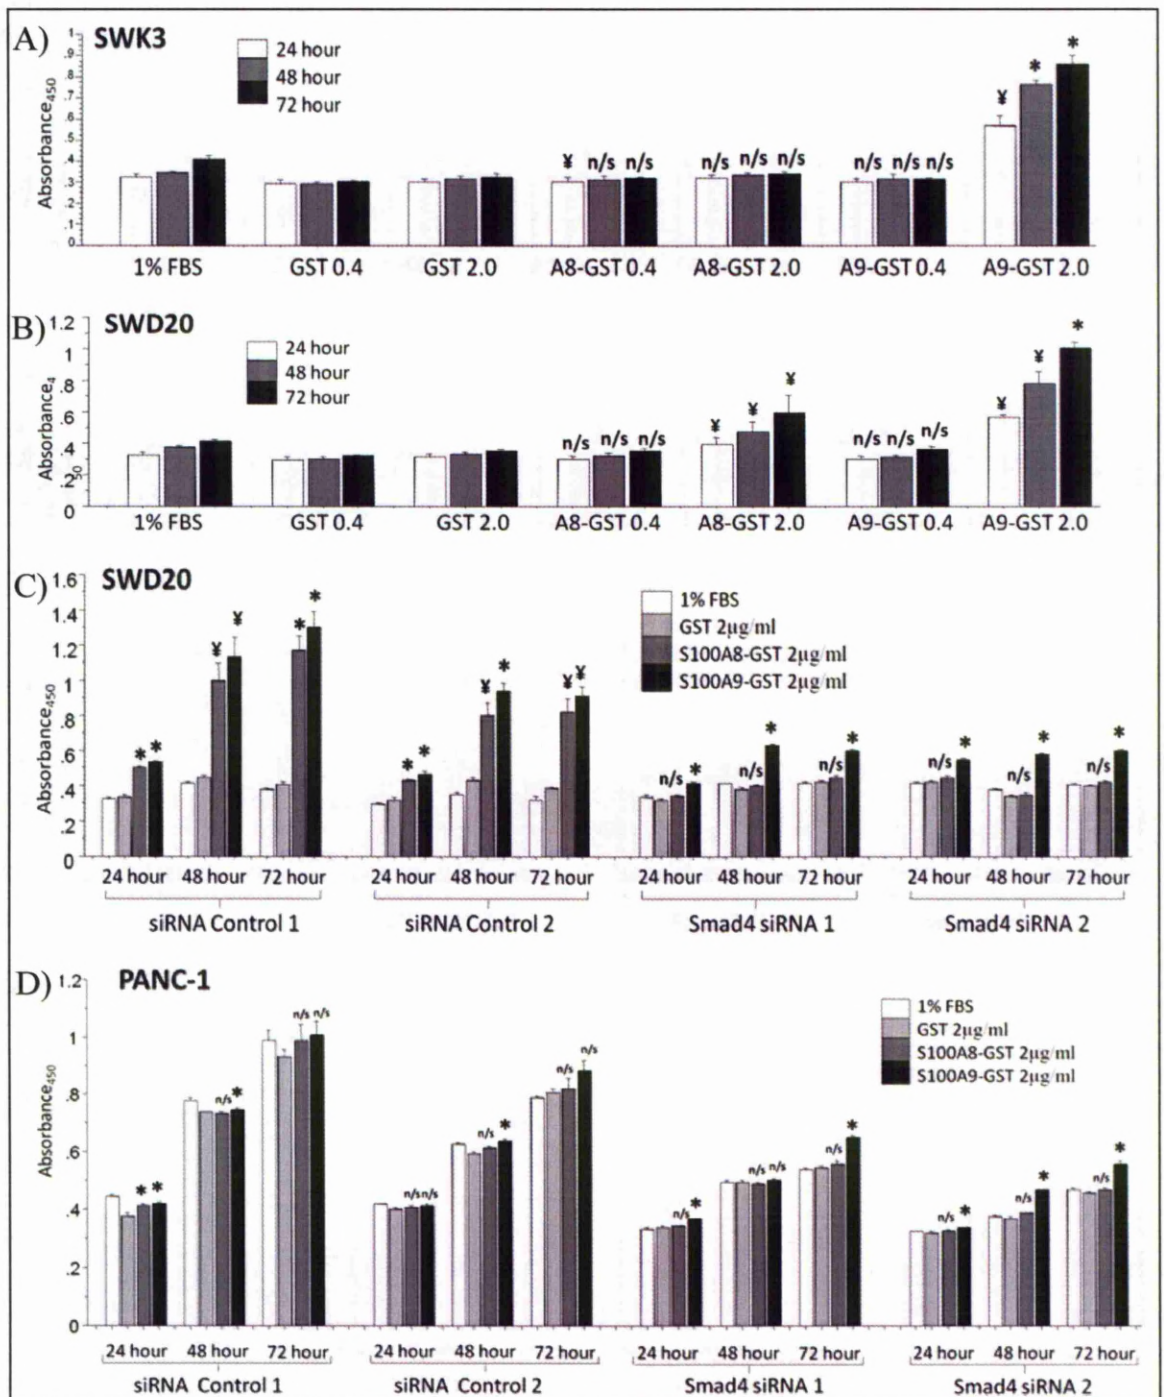 A) SWK3
24 hour
48 hour
72 hour
Absorbance450
1
.9
.8
.7
.6
.5
.4
.3
.2
.1
0
¥ n/s n/s n/s n/s n/s n/s n/s n/s ¥ * *
1% FBS GST 0.4 GST 2.0 A8-GST 0.4 A8-GST 2.0 A9-GST 0.4 A9-GST 2.0
B) SWD20
24 hour
48 hour
72 hour
Absorbance4
50
1.2
1
.8
.6
.4
.2
0
n/s n/s n/s ¥ ¥ ¥ n/s n/s n/s ¥ ¥ *
1% FBS GST 0.4 GST 2.0 A8-GST 0.4 A8-GST 2.0 A9-GST 0.4 A9-GST 2.0
C) SWD20
1% FBS
GST 2µg/ml
S100A8-GST 2µg/ml
S100A9-GST 2µg/ml
Absorbance450
1.6
1.4
1.2
1
.8
.6
.4
.2
0
* * ¥ ¥ * * * * ¥ * ¥ ¥ n/s * n/s * n/s * n/s * n/s * n/s *
24 hour 48 hour 72 hour 24 hour 48 hour 72 hour 24 hour 48 hour 72 hour 24 hour 48 hour 72 hour
siRNA Control 1 siRNA Control 2 Smad4 siRNA 1 Smad4 siRNA 2
D) PANC-1
1% FBS
GST 2µg/ml
S100A8-GST 2µg/ml
S100A9-GST 2µg/ml
Absorbance450
1.2
1
.8
.6
.4
.2
0
* * n/s * n/s n/s n/s n/s n/s * n/s n/s n/s * n/s n/s n/s * n/s * n/s * n/s *
24 hour 48 hour 72 hour 24 hour 48 hour 72 hour 24 hour 48 hour 72 hour 24 hour 48 hour 72 hour
siRNA Control 1 siRNA Control 2 Smad4 siRNA 1 Smad4 siRNA 2